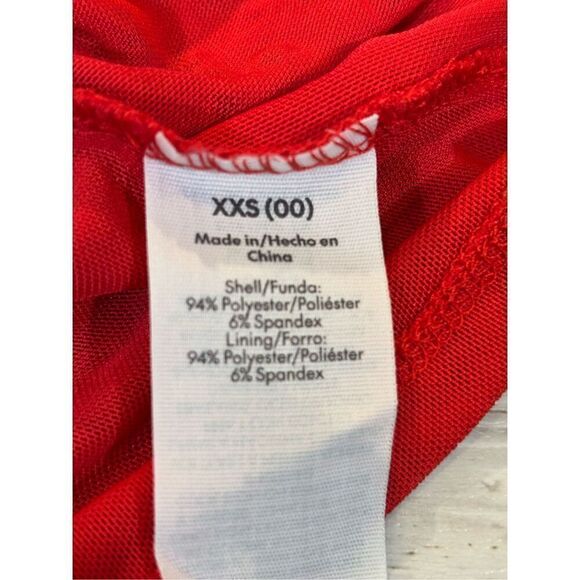 XXS (00)
Made in/Hecho en
China
Shell/Funda:
94% Polyester/Poliéster
6% Spandex
Lining/Forro:
94% Polyester/Poliéster
6% Spandex